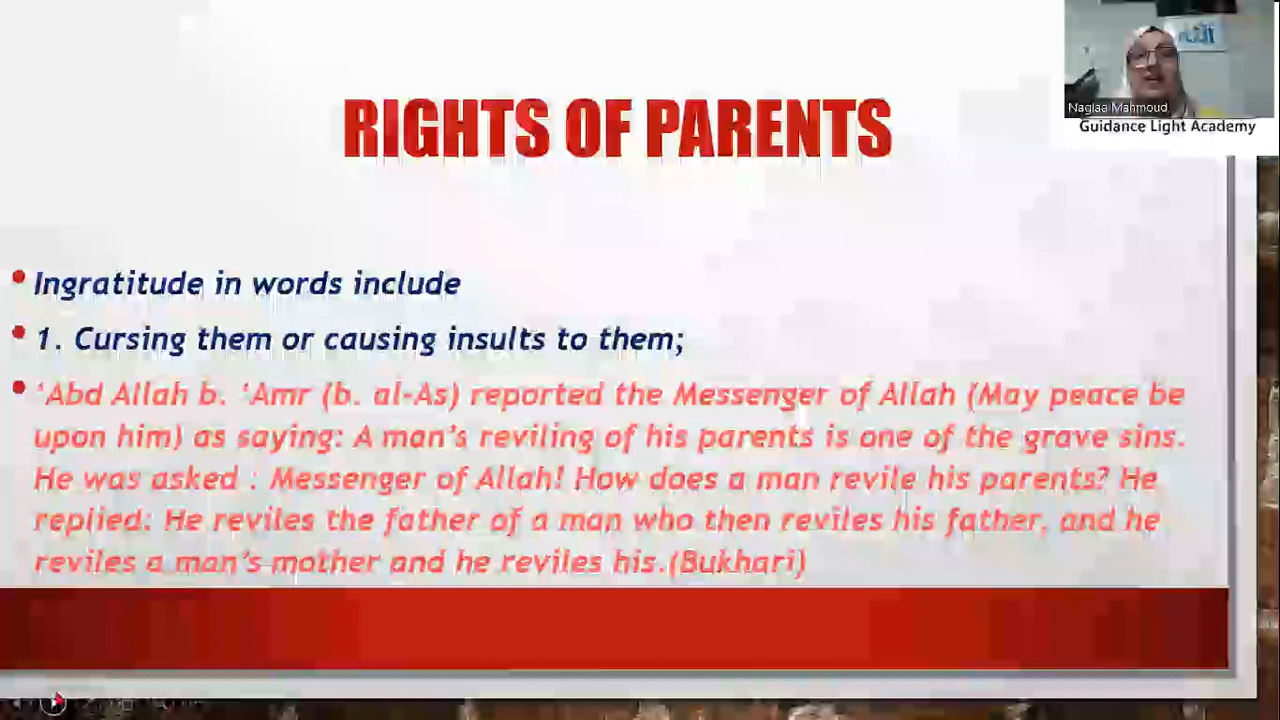 الله
Naglaa Mahmoud
Guidance Light Academy
RIGHTS OF PARENTS
• Ingratitude in words include
• 1. Cursing them or causing insults to them;
• ‘Abd Allah b. ‘Amr (b. al-As) reported the Messenger of Allah (May peace be
upon him) as saying: A man’s reviling of his parents is one of the grave sins.
He was asked : Messenger of Allah! How does a man revile his parents? He
replied: He reviles the father of a man who then reviles his father, and he
reviles a man’s mother and he reviles his.(Bukhari)